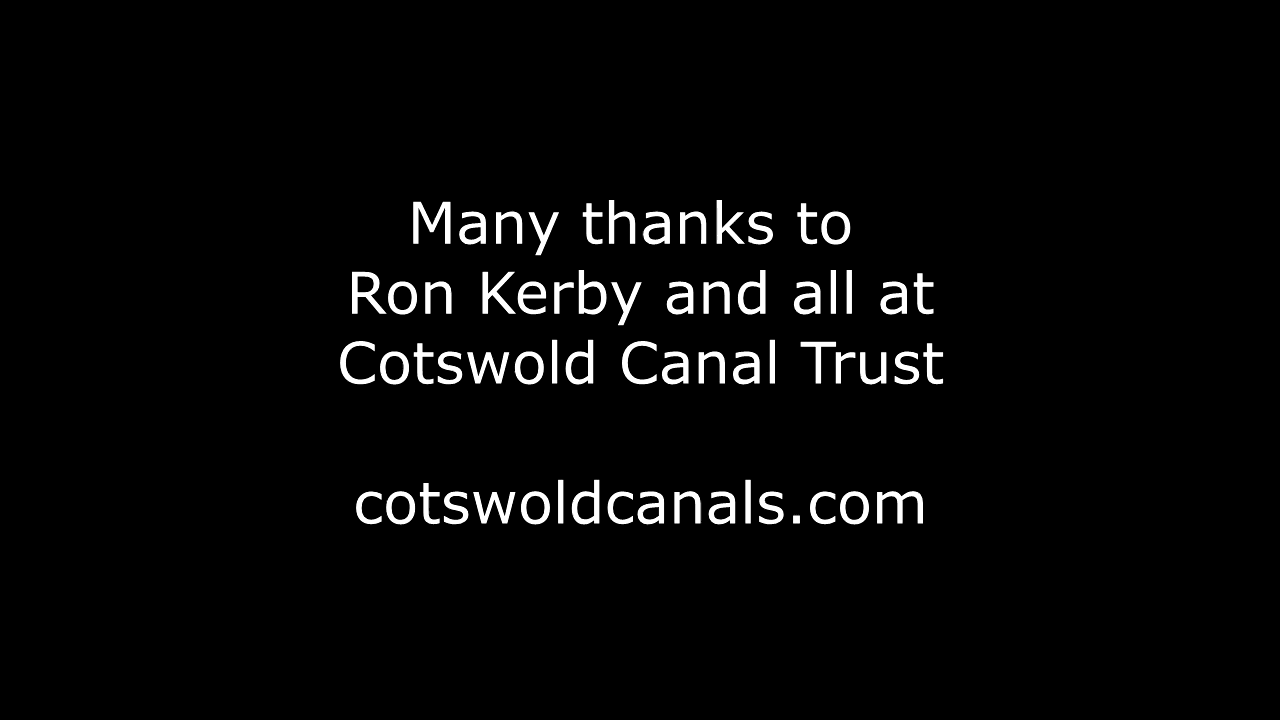 Many thanks to
Ron Kerby and all at
Cotswold Canal Trust
cotswoldcanals.com